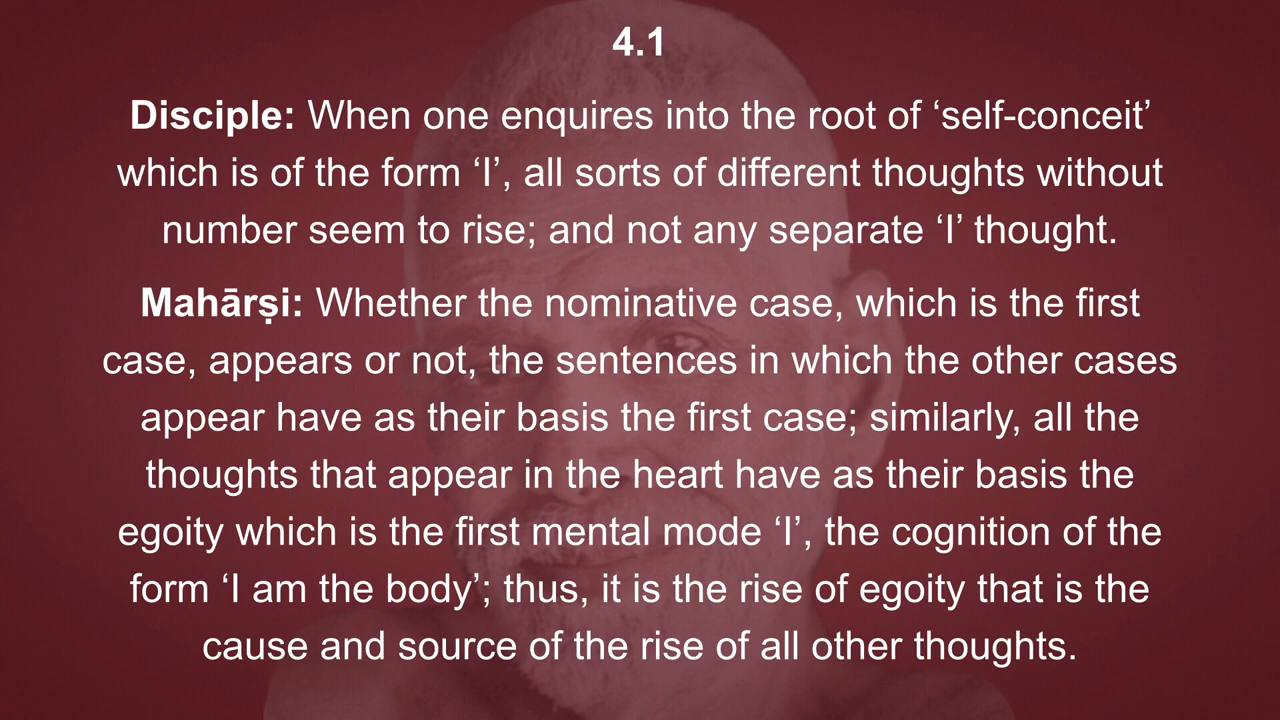 4.1
Disciple: When one enquires into the root of ‘self-conceit’
which is of the form ‘I’, all sorts of different thoughts without
number seem to rise; and not any separate ‘I’ thought.
Mahārṣi: Whether the nominative case, which is the first
case, appears or not, the sentences in which the other cases
appear have as their basis the first case; similarly, all the
thoughts that appear in the heart have as their basis the
egoity which is the first mental mode ‘I’, the cognition of the
form ‘I am the body’; thus, it is the rise of egoity that is the
cause and source of the rise of all other thoughts.